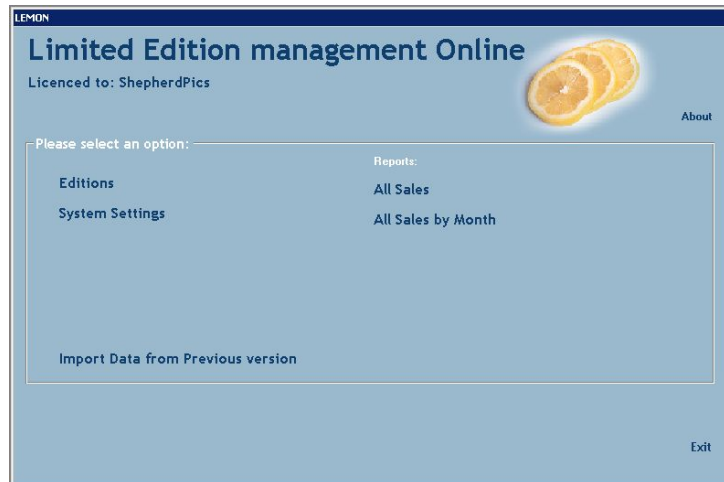 LEMON
Limited Edition management Online
Licenced to: ShepherdPics
About
Please select an option:
Reports:
Editions
All Sales
System Settings
All Sales by Month
Import Data from Previous version
Exit